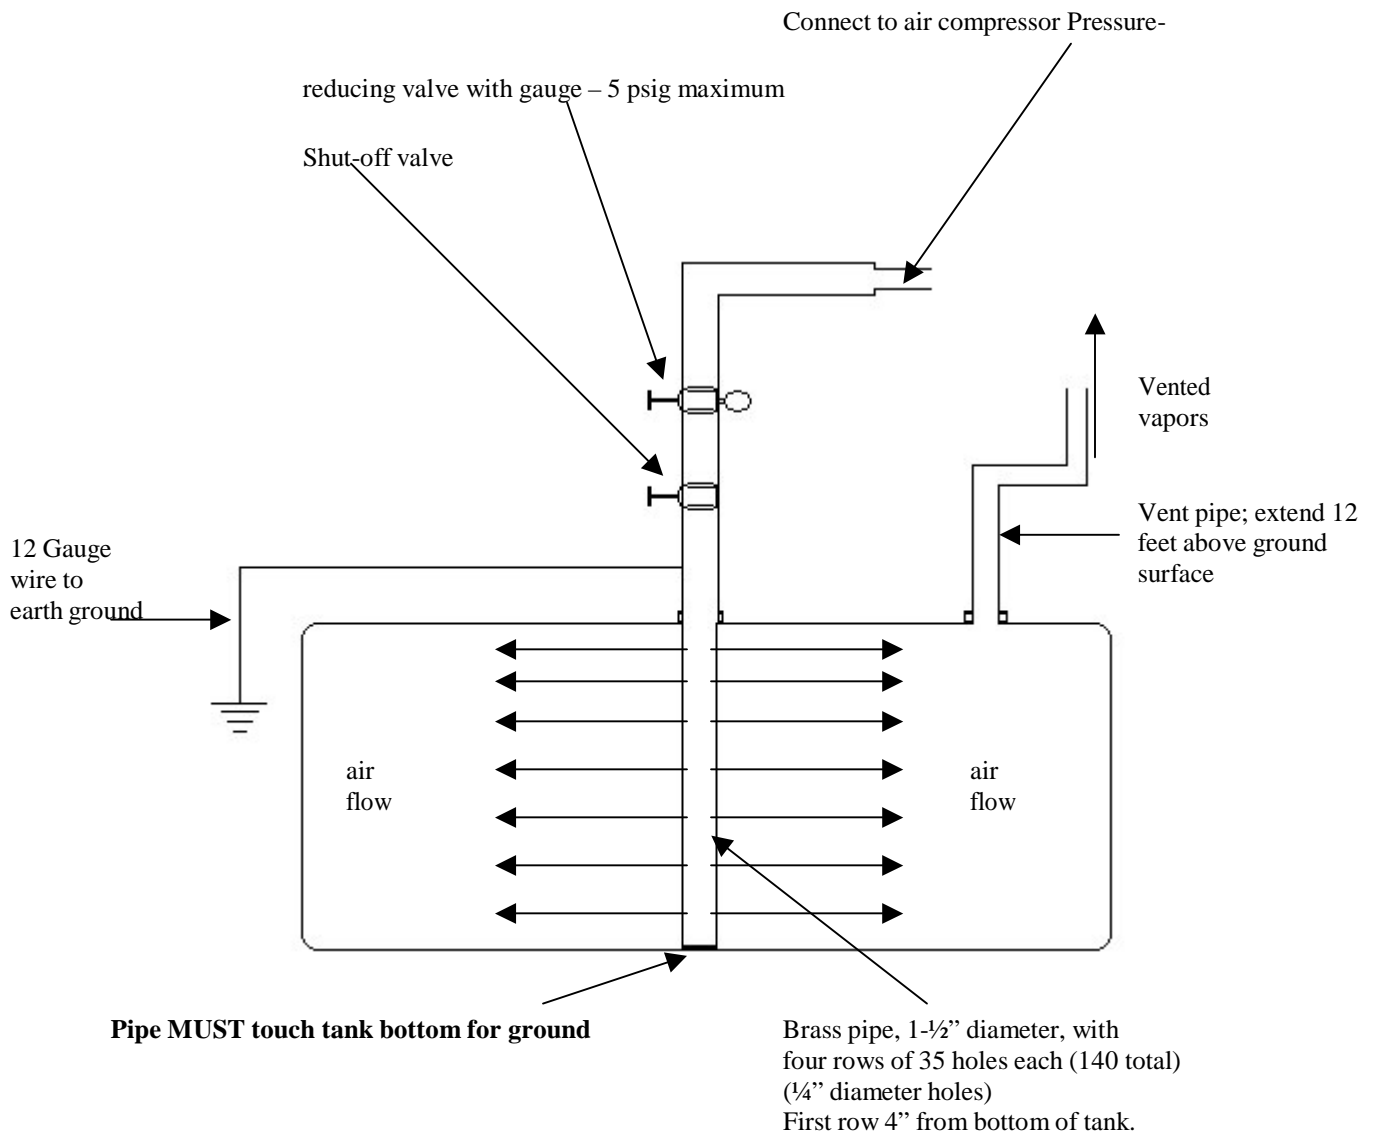 Connect to air compressor Pressure-
reducing valve with gauge – 5 psig maximum
Shut-off valve
Vented
vapors
Vent pipe; extend 12
feet above ground
surface
12 Gauge
wire to
earth ground
air
flow
air
flow
Pipe MUST touch tank bottom for ground
Brass pipe, 1-½” diameter, with
four rows of 35 holes each (140 total)
(¼” diameter holes)
First row 4” from bottom of tank.